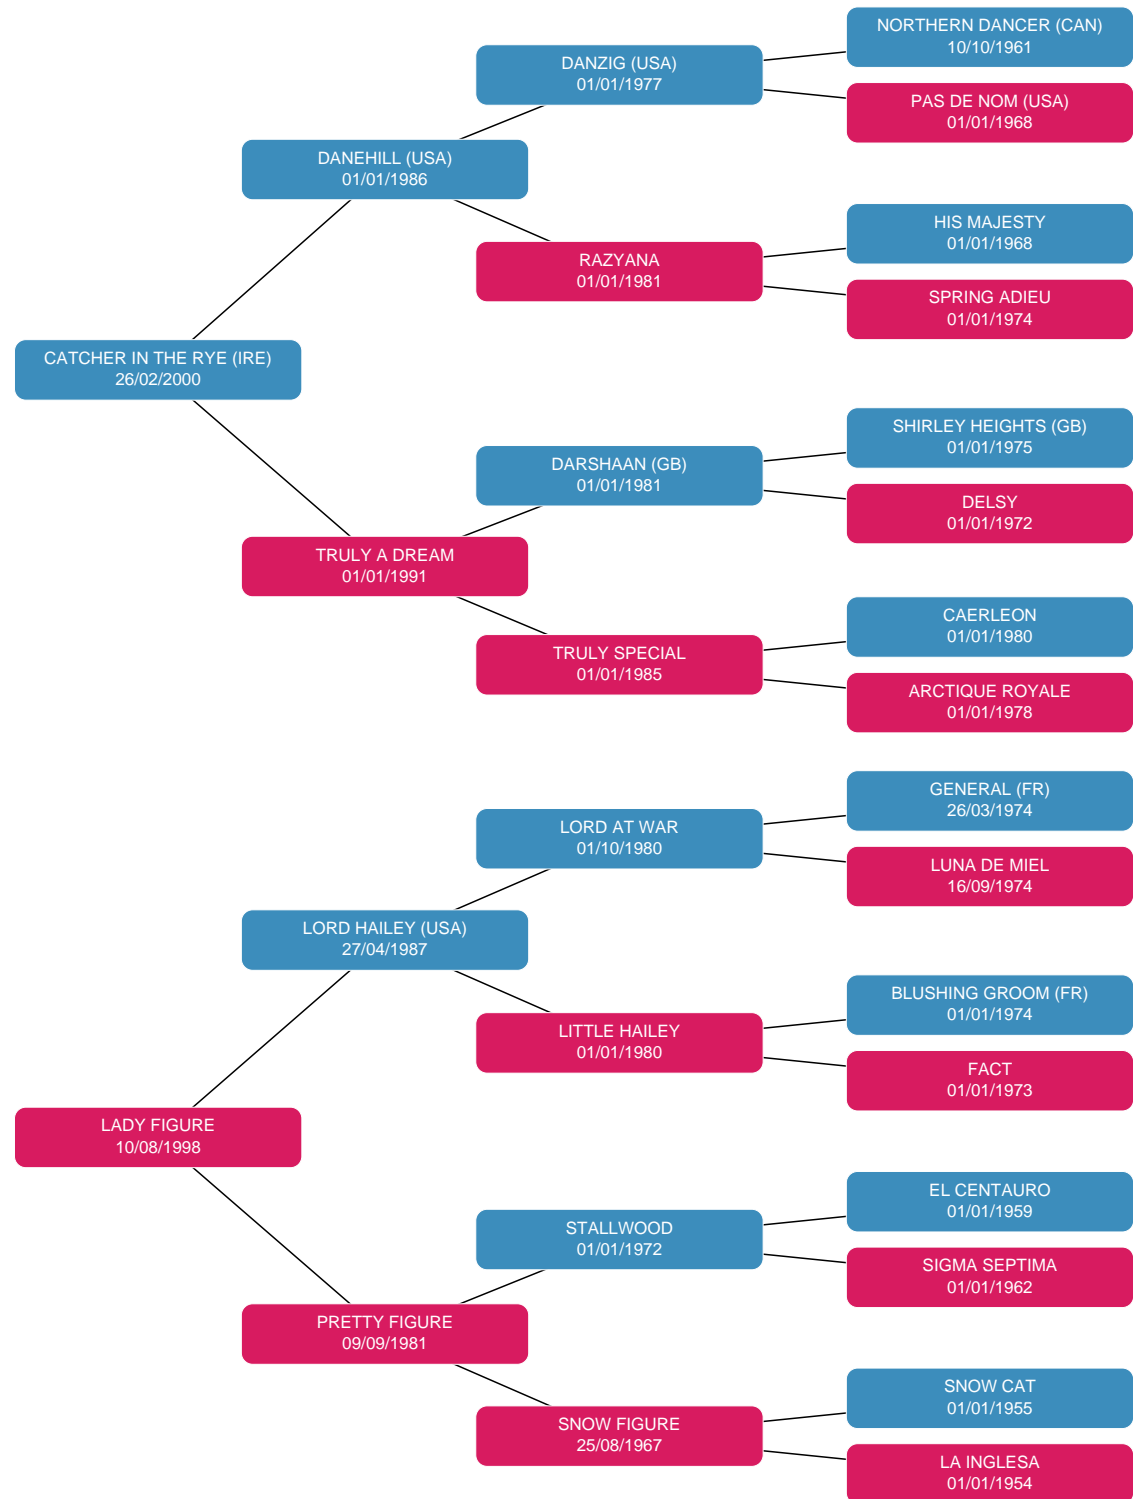 NORTHERN DANCER (CAN)
10/10/1961
DANZIG (USA)
01/01/1977
PAS DE NOM (USA)
01/01/1968
DANEHILL (USA)
01/01/1986
HIS MAJESTY
01/01/1968
RAZYANA
01/01/1981
SPRING ADIEU
01/01/1974
CATCHER IN THE RYE (IRE)
26/02/2000
SHIRLEY HEIGHTS (GB)
01/01/1975
DARSHAAN (GB)
01/01/1981
DELSY
01/01/1972
TRULY A DREAM
01/01/1991
CAERLEON
01/01/1980
TRULY SPECIAL
01/01/1985
ARCTIQUE ROYALE
01/01/1978
GENERAL (FR)
26/03/1974
LORD AT WAR
01/10/1980
LUNA DE MIEL
16/09/1974
LORD HAILEY (USA)
27/04/1987
BLUSHING GROOM (FR)
01/01/1974
LITTLE HAILEY
01/01/1980
FACT
01/01/1973
LADY FIGURE
10/08/1998
EL CENTAURO
01/01/1959
STALLWOOD
01/01/1972
SIGMA SEPTIMA
01/01/1962
PRETTY FIGURE
09/09/1981
SNOW CAT
01/01/1955
SNOW FIGURE
25/08/1967
LA INGLESA
01/01/1954